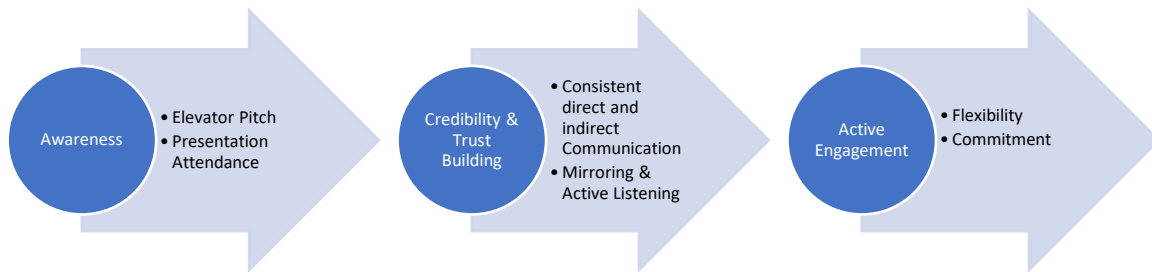 Awareness
• Elevator Pitch
• Presentation
Attendance
Credibility &
Trust
Building
• Consistent
direct and
indirect
Communication
• Mirroring &
Active Listening
Active
Engagement
• Flexibility
• Commitment